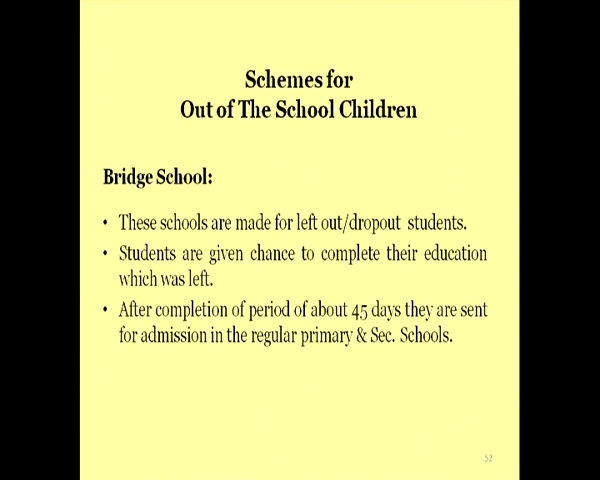 Schemes for
Out of The School Children
Bridge School:
• These schools are made for left out/dropout students.
• Students are given chance to complete their education
which was left.
• After completion of period of about 45 days they are sent
for admission in the regular primary & Sec. Schools.
52